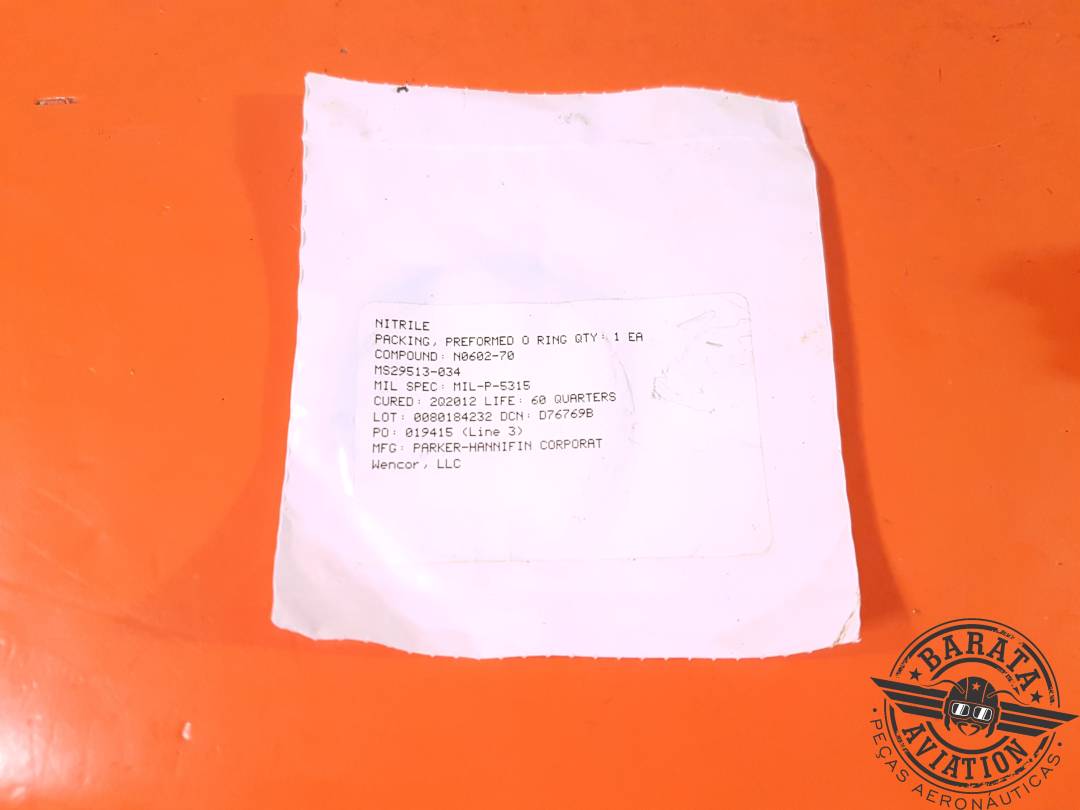 NITRILE
PACKING, PREFORMED O RING QTY: 1 EA
COMPOUND: N0602-70
MS29513-034
MIL SPEC: MIL-P-5315
CURED: 2Q2012 LIFE: 60 QUARTERS
LOT: 0080184232 DCN: D76769B
PO: 019415 (Line 3)
MFG: PARKER-HANNIFIN CORPORAT
Wencor, LLC
BARATA
AVIATION
PEÇAS AERONÁUTICAS